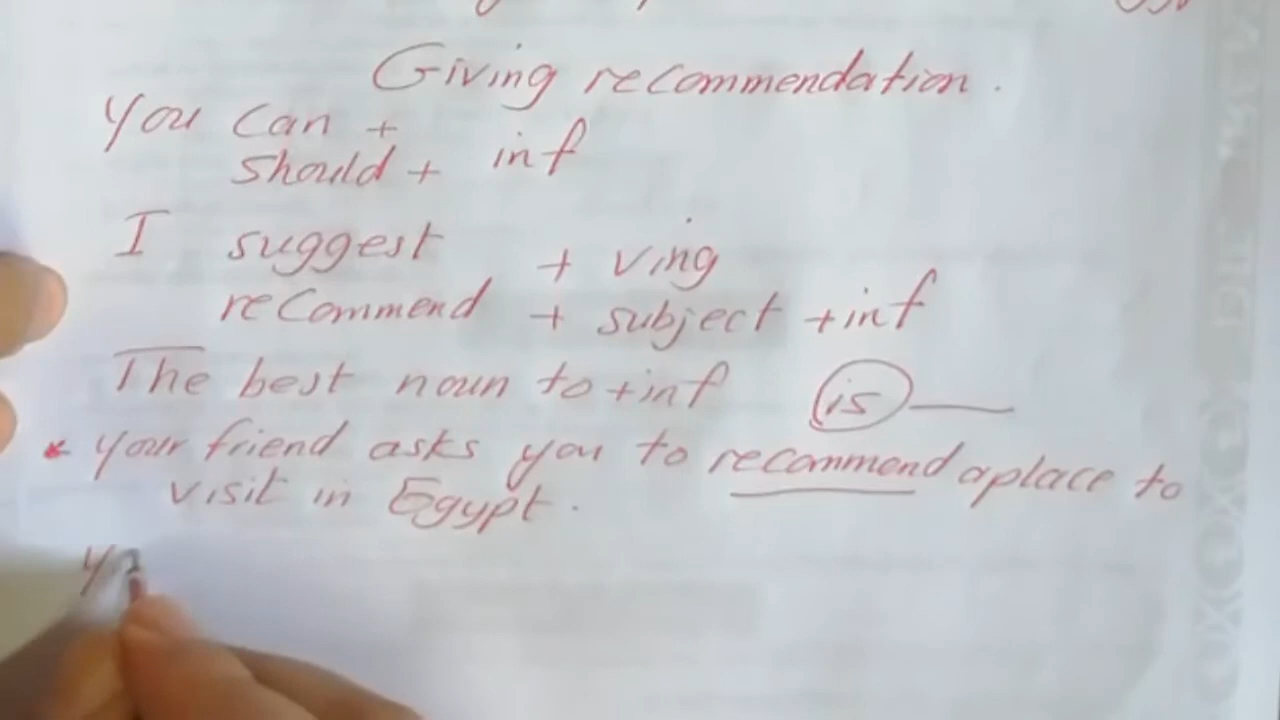 Giving recommendation.
You can +
should + inf
I suggest + ving
recommend + subject + inf
The best noun to + inf is ___
* your friend asks you to recommend a place to
visit in Egypt.